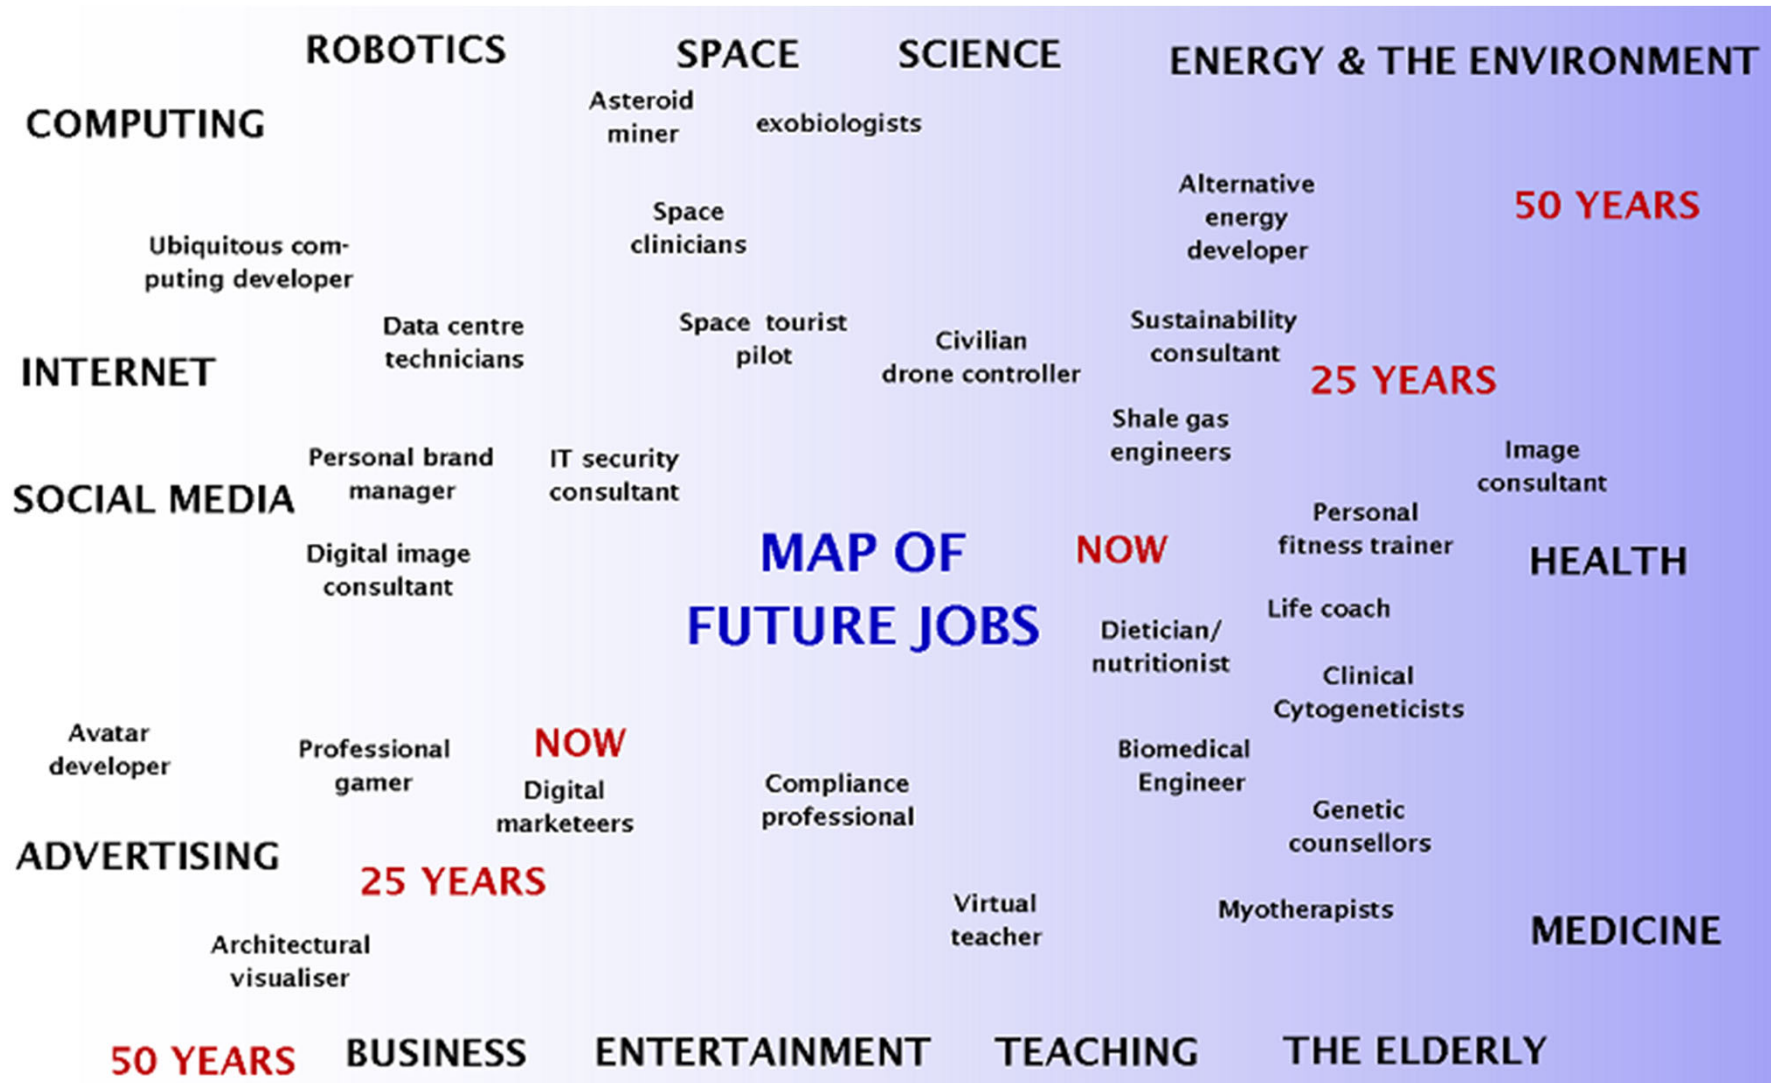 ROBOTICS
SPACE
SCIENCE
ENERGY & THE ENVIRONMENT
COMPUTING
Asteroid
miner
exobiologists
Alternative
energy
developer
50 YEARS
Space
clinicians
Ubiquitous com-
puting developer
Data centre
technicians
Space tourist
pilot
Civilian
drone controller
Sustainability
consultant
INTERNET
25 YEARS
Shale gas
engineers
Image
consultant
Personal brand
manager
IT security
consultant
SOCIAL MEDIA
Personal
fitness trainer
Digital image
consultant
MAP OF
FUTURE JOBS
NOW
HEALTH
Life coach
Dietician/
nutritionist
Clinical
Cytogeneticists
Avatar
developer
Professional
gamer
NOW
Digital
marketeers
Compliance
professional
Biomedical
Engineer
Genetic
counsellors
ADVERTISING
25 YEARS
Virtual
teacher
Myotherapists
MEDICINE
Architectural
visualiser
50 YEARS
BUSINESS
ENTERTAINMENT
TEACHING
THE ELDERLY